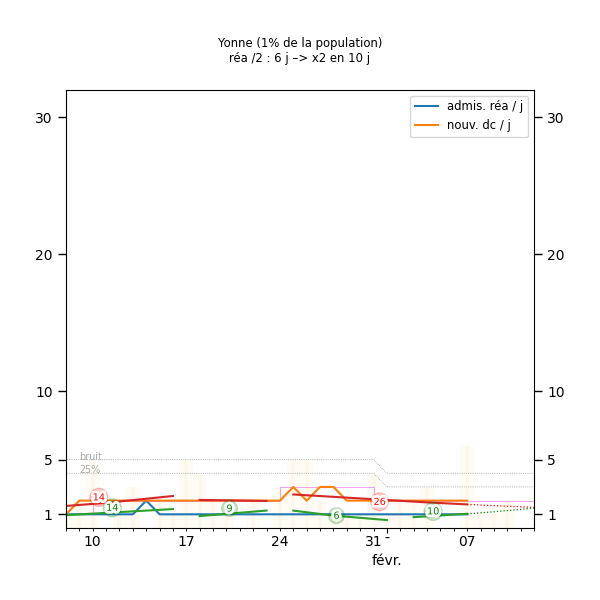 Yonne (1% de la population)
réa /2 : 6 j –> x2 en 10 j
admis. réa / j
nouv. dc / j
30 30
20 20
10 10
5 5
1 1
bruit
25%
14
14
9
6
26
10
10 17 24 31 - 07
févr.